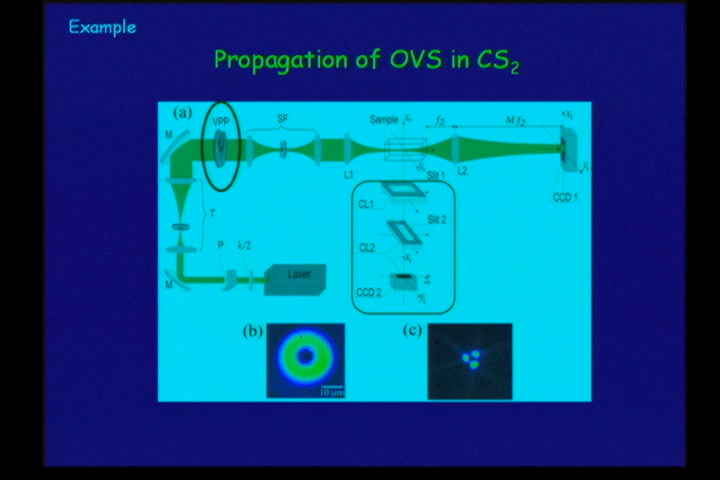 Example
Propagation of OVS in CS2
(a)
VPP
SF
Sample
f2
M f2
M
L1
L2
Slit 1
CCD 1
CL1
T
Slit 2
CL2
P
λ/2
Laser
M
CCD 2
(b)
(c)
10 μm